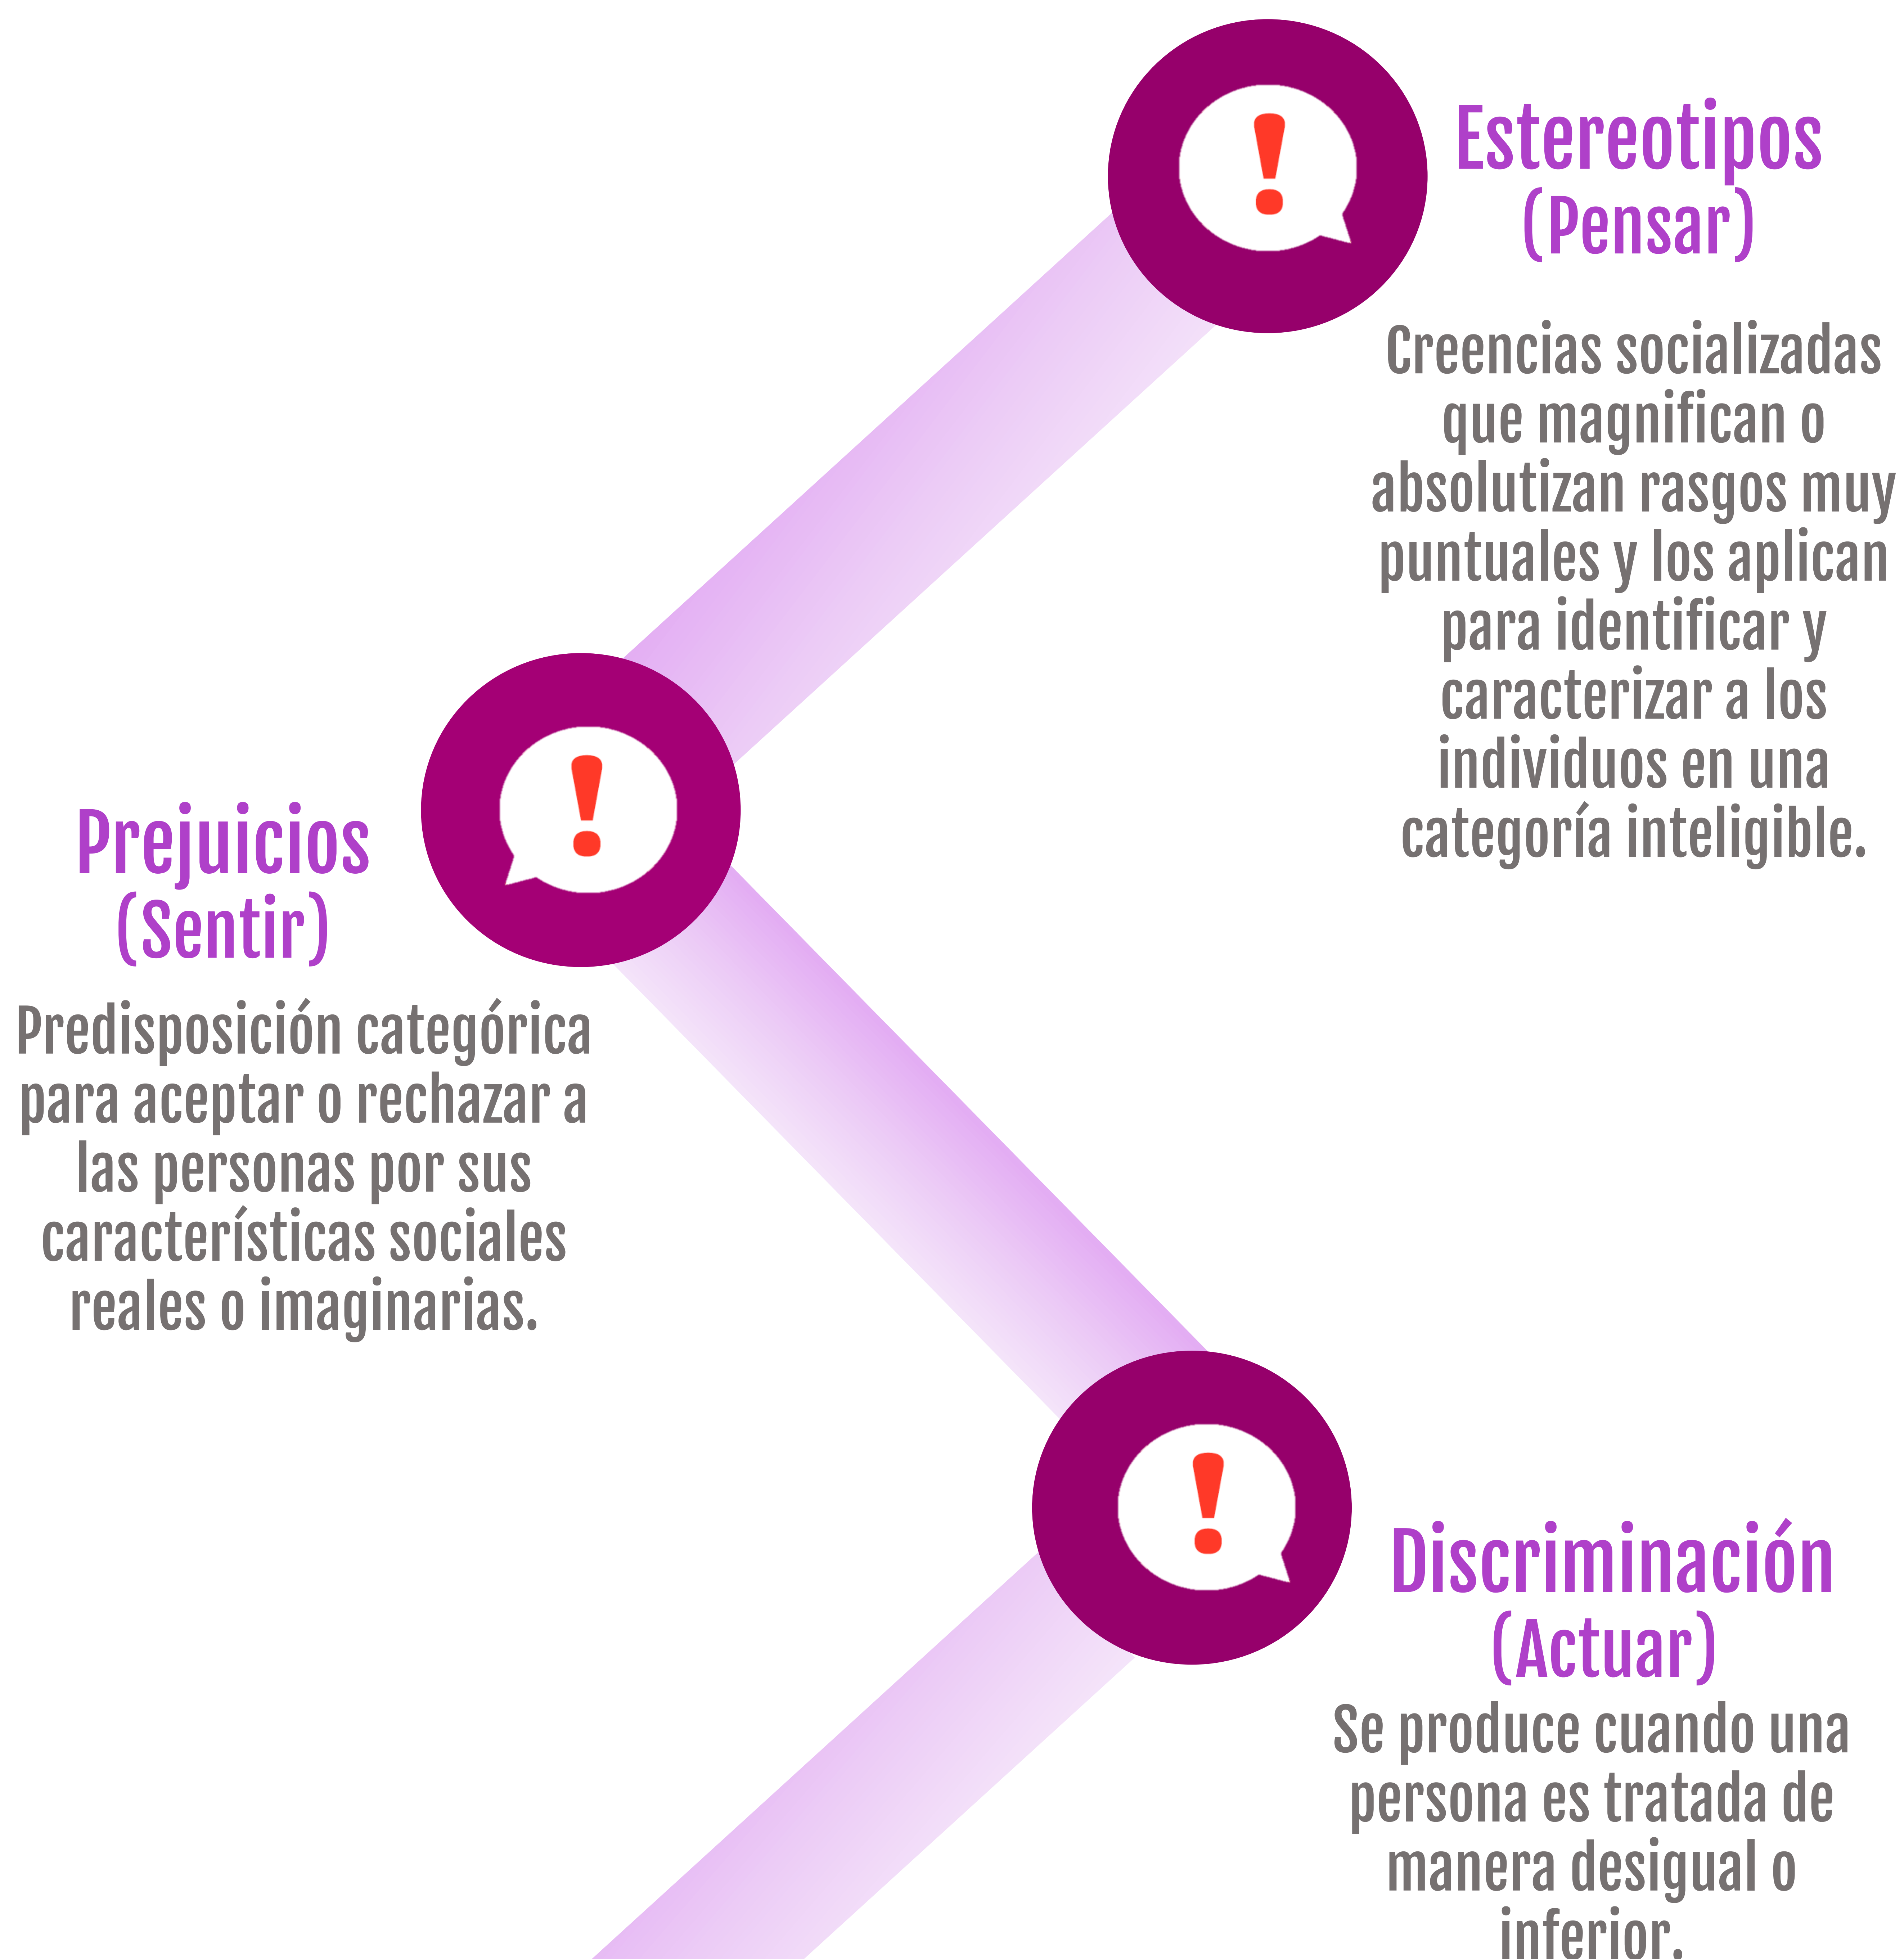 Estereotipos
(Pensar)
Creencias socializadas
que magnifican o
absolutizan rasgos muy
puntuales y los aplican
para identificar y
caracterizar a los
individuos en una
categoría inteligible.
Prejuicios
(Sentir)
Predisposición categórica
para aceptar o rechazar a
las personas por sus
características sociales
reales o imaginarias.
Discriminación
(Actuar)
Se produce cuando una
persona es tratada de
manera desigual o
inferior.